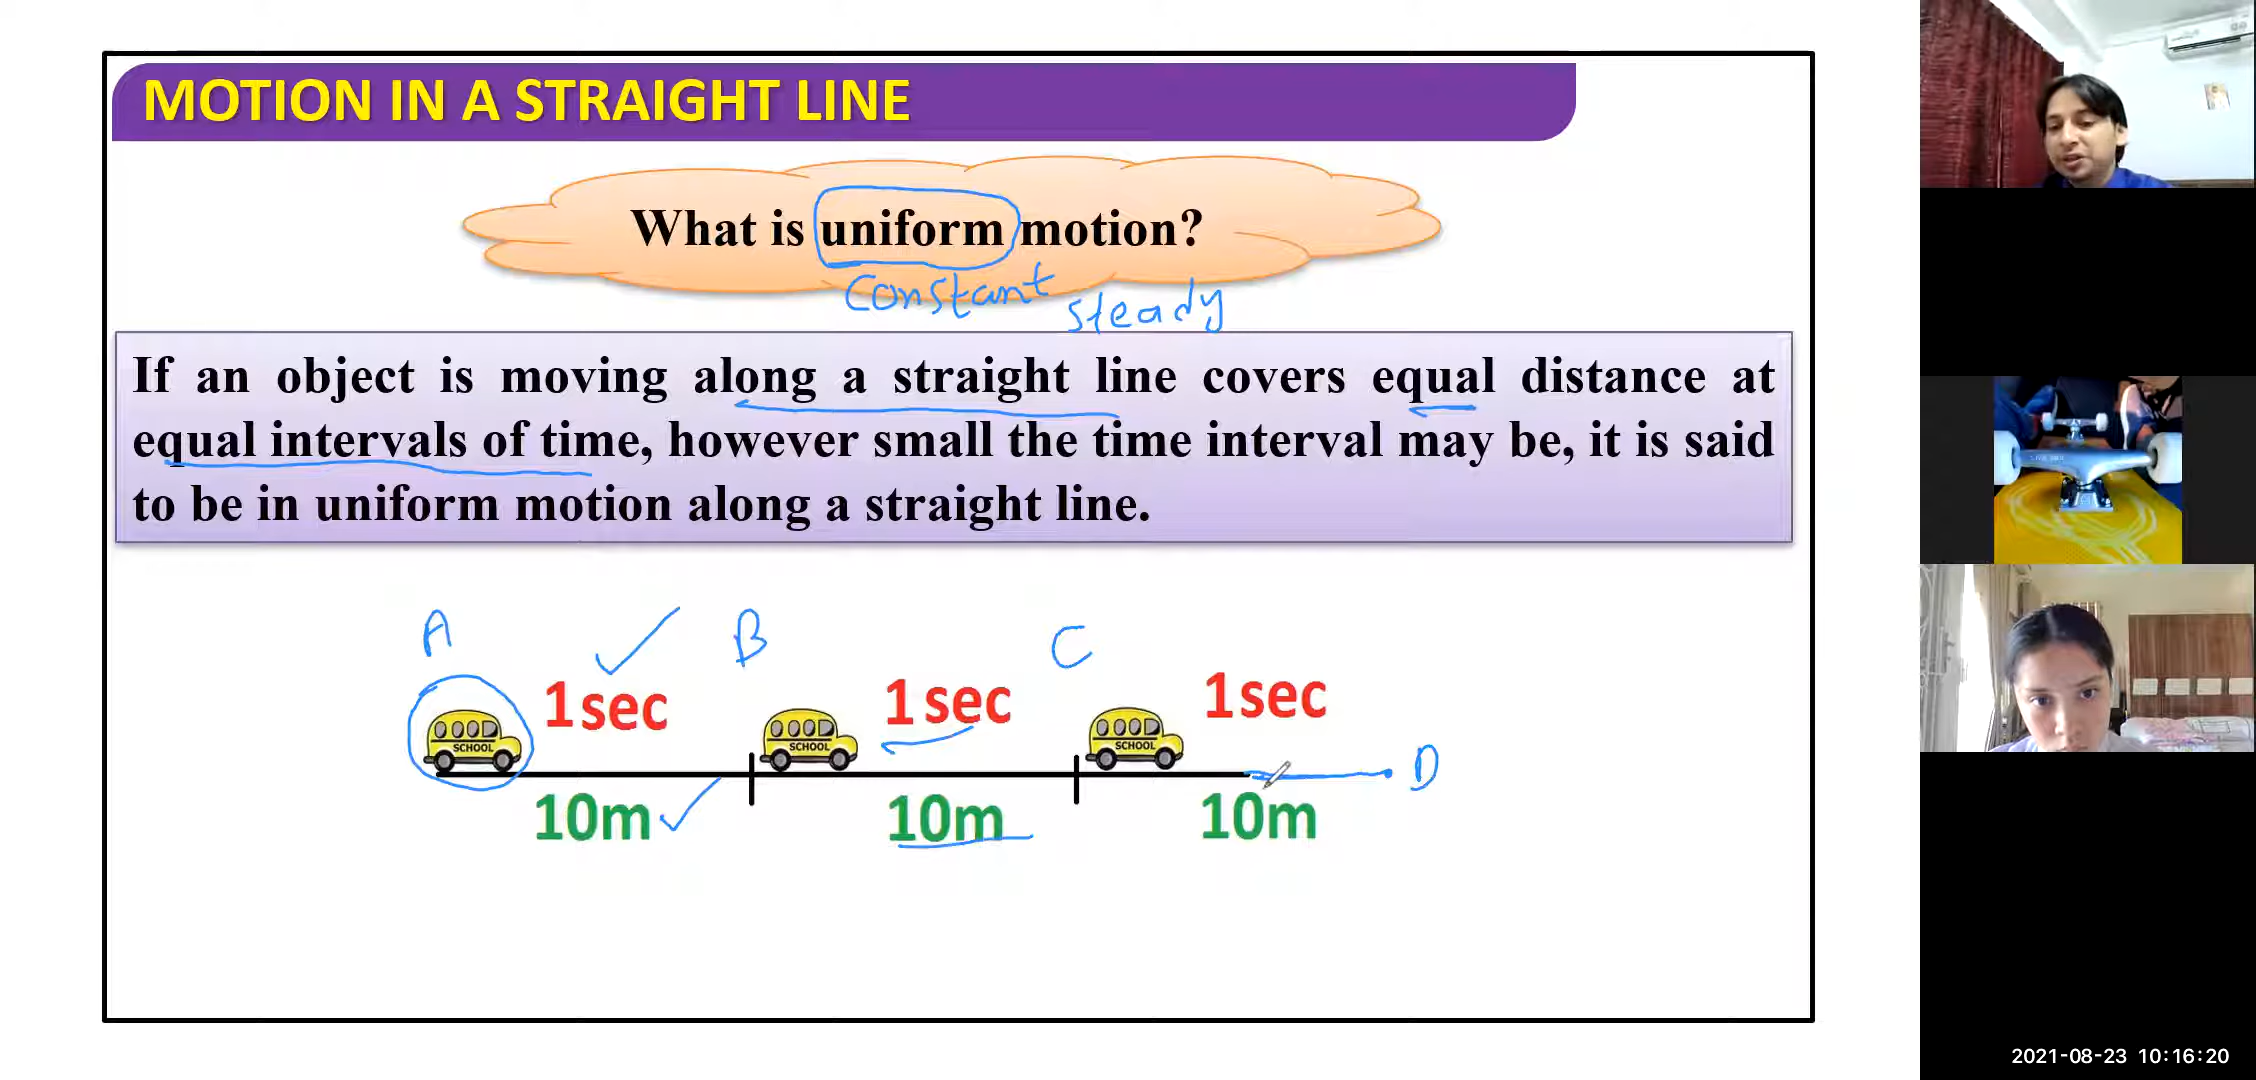 MOTION IN A STRAIGHT LINE
What is uniform motion?
constant
steady
If an object is moving along a straight line covers equal distance at
equal intervals of time, however small the time interval may be, it is said
to be in uniform motion along a straight line.
A B C
1sec 1sec 1sec
SCHOOL SCHOOL SCHOOL
D
10m 10m 10m
2021-08-23 10:16:20